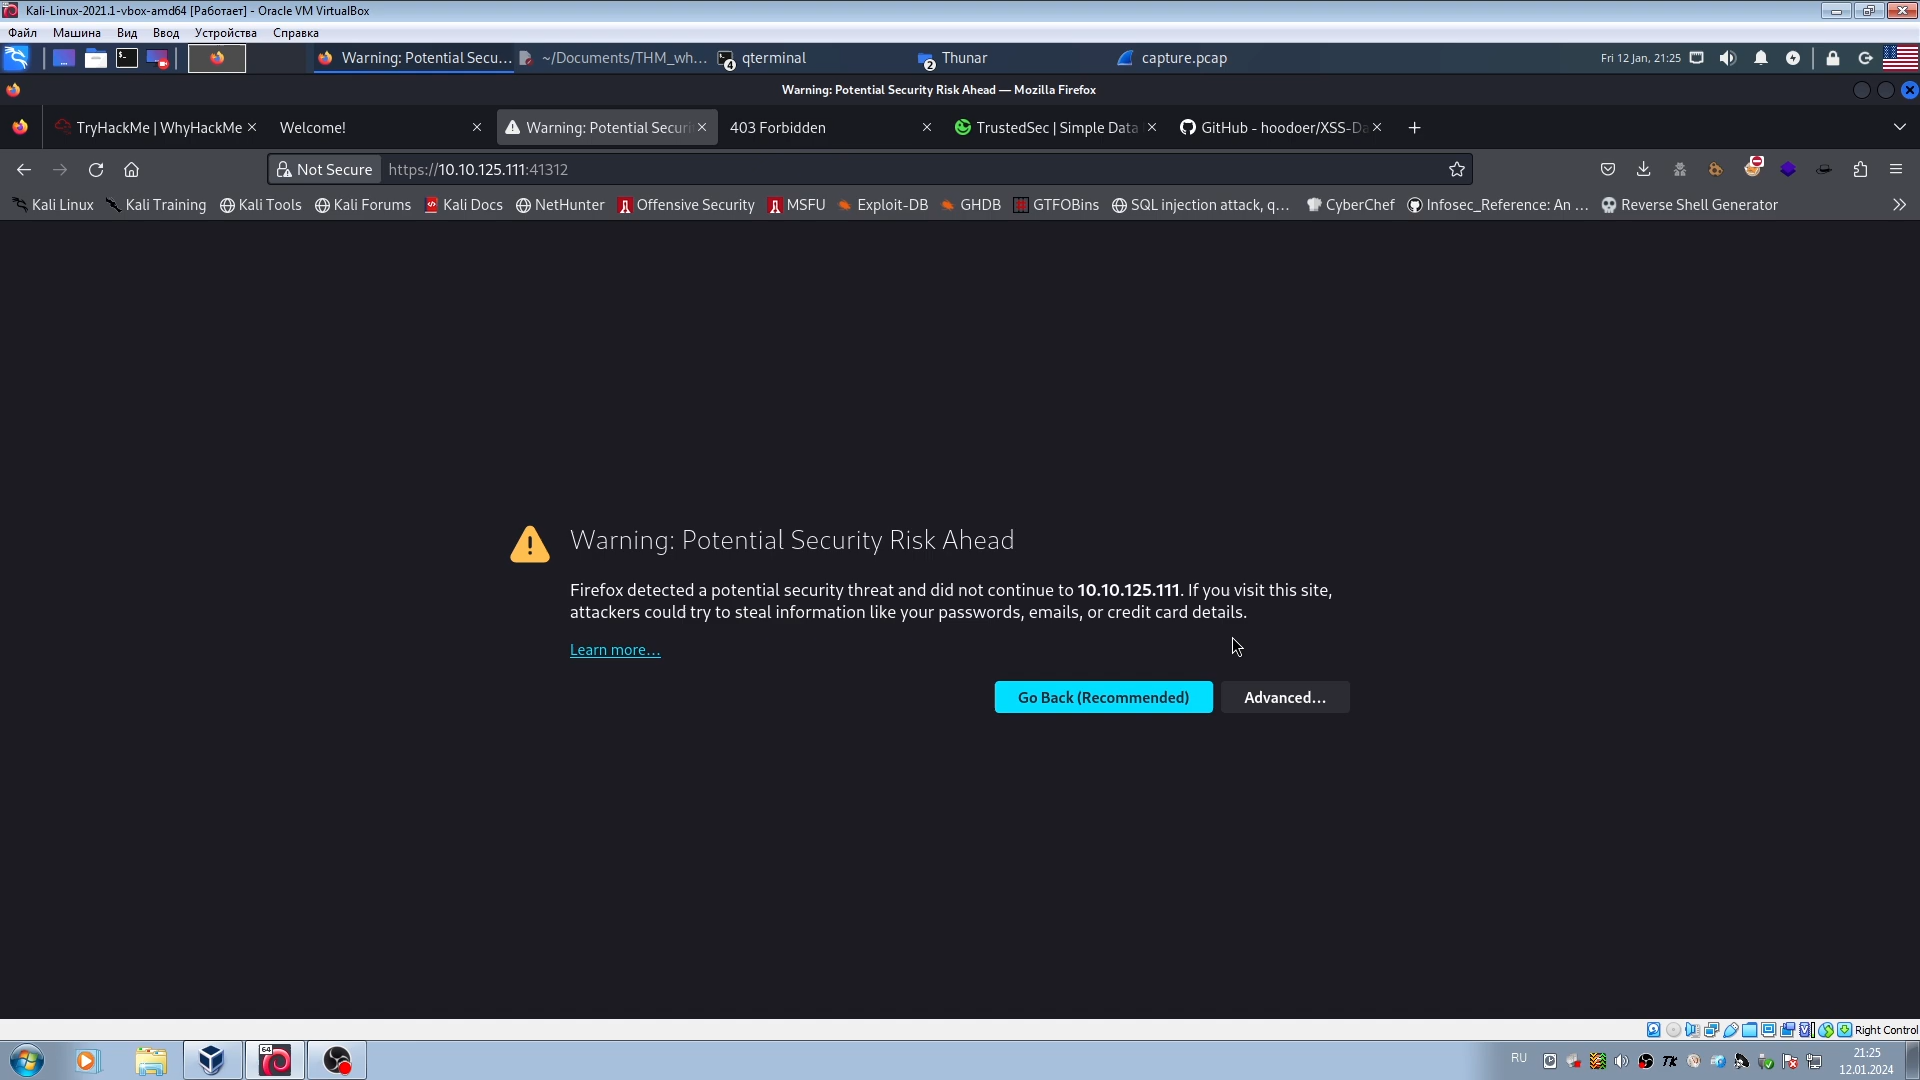 Kali-Linux-2021.1-vbox-amd64 [Работает] - Oracle VM VirtualBox
Файл Машина Вид Ввод Устройства Справка
Warning: Potential Secu... ~/Documents/THM_wh... 4 qterminal 2 Thunar capture.pcap Fri 12 Jan, 21:25
Warning: Potential Security Risk Ahead — Mozilla Firefox
TryHackMe | WhyHackMe Welcome! Warning: Potential Securi 403 Forbidden TrustedSec | Simple Data GitHub - hoodoer/XSS-Da
Not Secure https://10.10.125.111:41312
Kali Linux Kali Training Kali Tools Kali Forums Kali Docs NetHunter Offensive Security MSFU Exploit-DB GHDB GTFOBins SQL injection attack, q... CyberChef Infosec_Reference: An ... Reverse Shell Generator
Warning: Potential Security Risk Ahead
Firefox detected a potential security threat and did not continue to 10.10.125.111. If you visit this site,
attackers could try to steal information like your passwords, emails, or credit card details.
Learn more...
Go Back (Recommended) Advanced...
Right Control
64 RU 21:25
12.01.2024